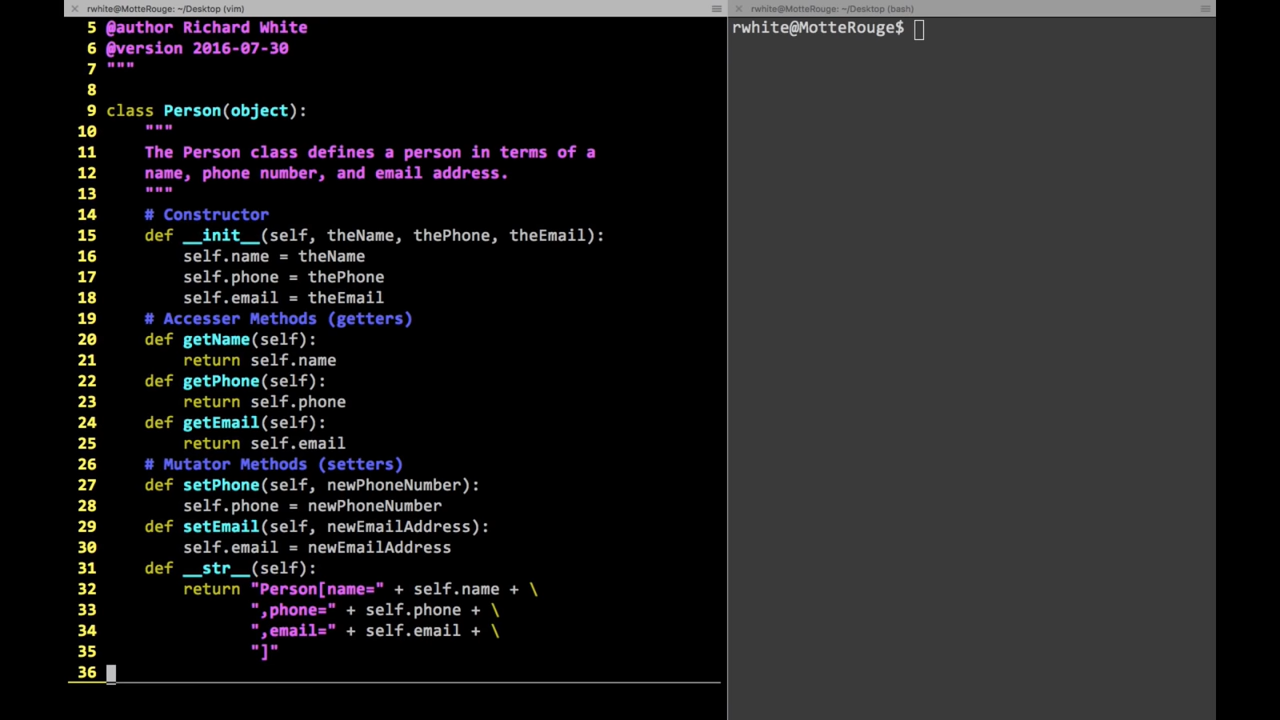 rwhite@MotteRouge: ~/Desktop (vim)
5 @author Richard White
6 @version 2016-07-30
7 """
8
9 class Person(object):
10     """
11     The Person class defines a person in terms of a
12     name, phone number, and email address.
13     """
14     # Constructor
15     def __init__(self, theName, thePhone, theEmail):
16         self.name = theName
17         self.phone = thePhone
18         self.email = theEmail
19     # Accesser Methods (getters)
20     def getName(self):
21         return self.name
22     def getPhone(self):
23         return self.phone
24     def getEmail(self):
25         return self.email
26     # Mutator Methods (setters)
27     def setPhone(self, newPhoneNumber):
28         self.phone = newPhoneNumber
29     def setEmail(self, newEmailAddress):
30         self.email = newEmailAddress
31     def __str__(self):
32         return "Person[name=" + self.name + \
33                ",phone=" + self.phone + \
34                ",email=" + self.email + \
35                "]"
36
rwhite@MotteRouge: ~/Desktop (bash)
rwhite@MotteRouge$